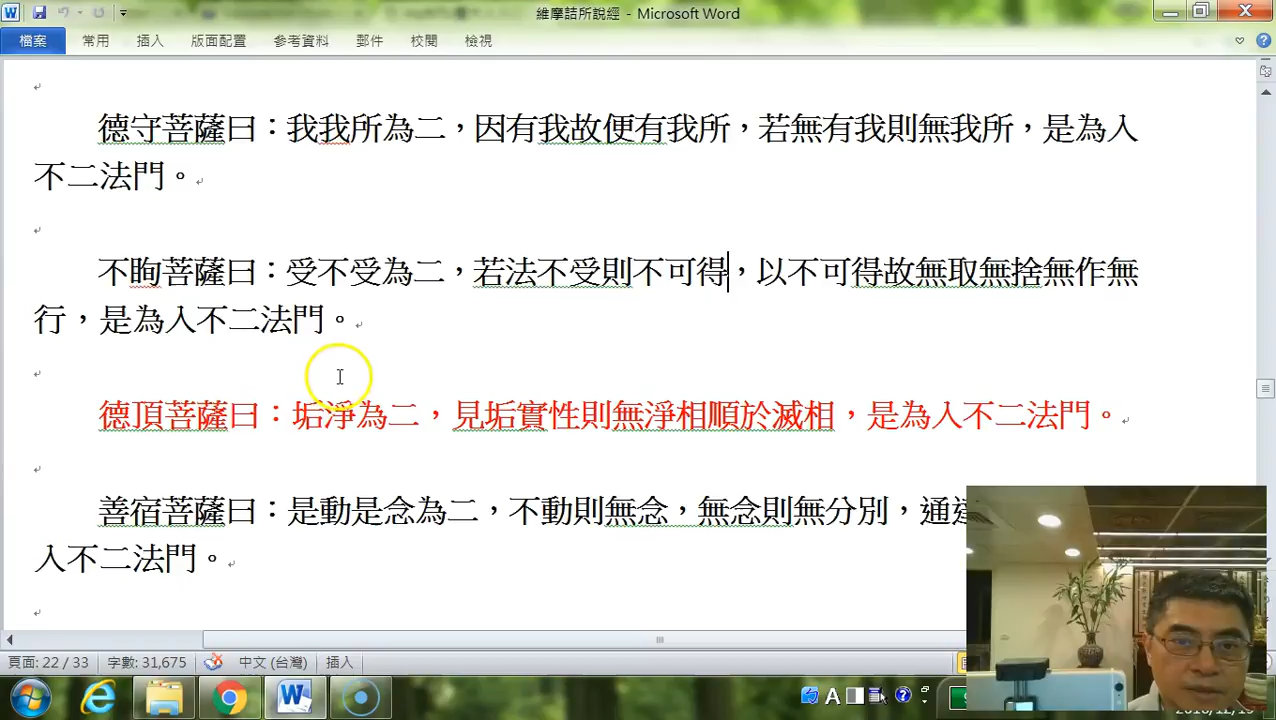 維摩詰所說經 - Microsoft Word
檔案 常用 插入 版面配置 參考資料 郵件 校閱 檢視
德守菩薩曰：我我所為二，因有我故便有我所，若無有我則無我所，是為入
不二法門。
不眴菩薩曰：受不受為二，若法不受則不可得，以不可得故無取無捨無作無
行，是為入不二法門。
德頂菩薩曰：垢淨為二，見垢實性則無淨相順於滅相，是為入不二法門。
善宿菩薩曰：是動是念為二，不動則無念，無念則無分別，通達
入不二法門。
頁面: 22 / 33 字數: 31,675 中文 (台灣) 插入